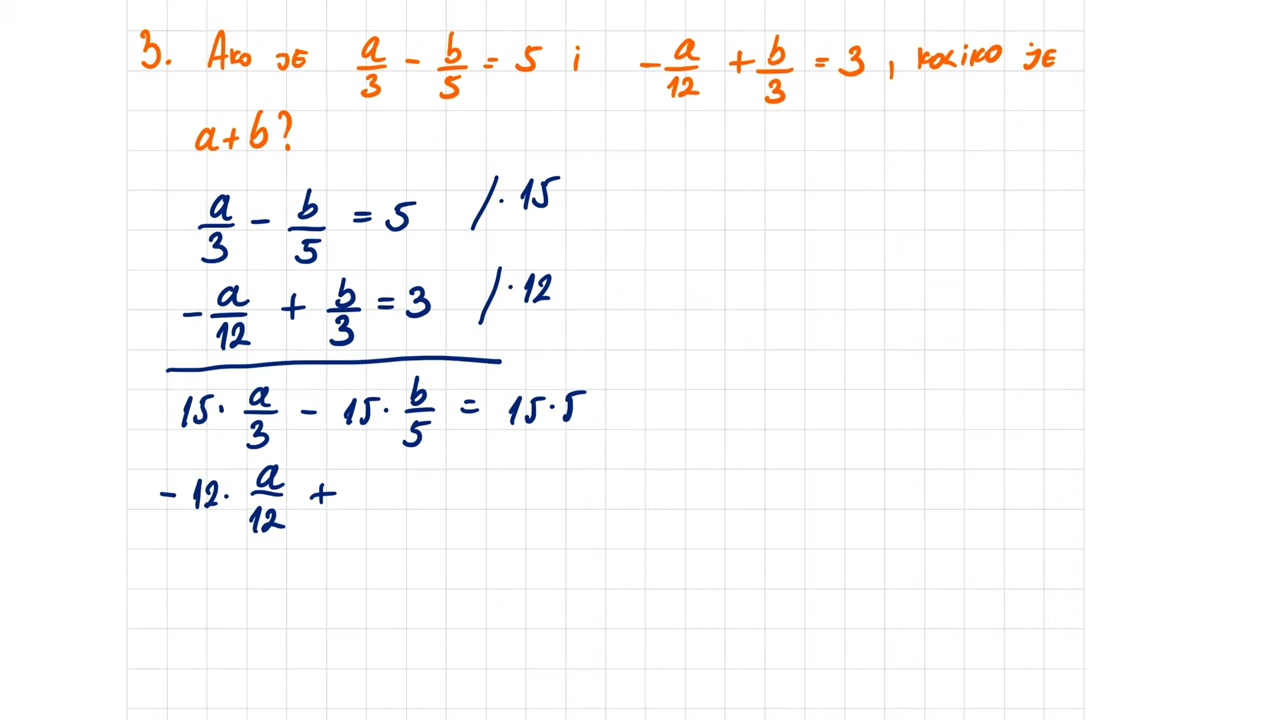 3. Ako je a/3 - b/5 = 5 i -a/12 + b/3 = 3, koliko je
a+b?
a/3 - b/5 = 5 /·15
-a/12 + b/3 = 3 /·12
15· a/3 - 15· b/5 = 15·5
-12· a/12 +